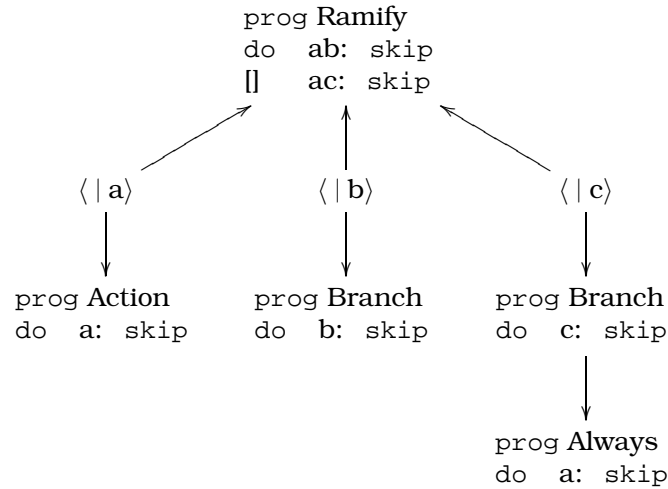 prog Ramify
do ab: skip
[] ac: skip
⟨ | a⟩ ⟨ | b⟩ ⟨ | c⟩
prog Action prog Branch prog Branch
do a: skip do b: skip do c: skip
prog Always
do a: skip